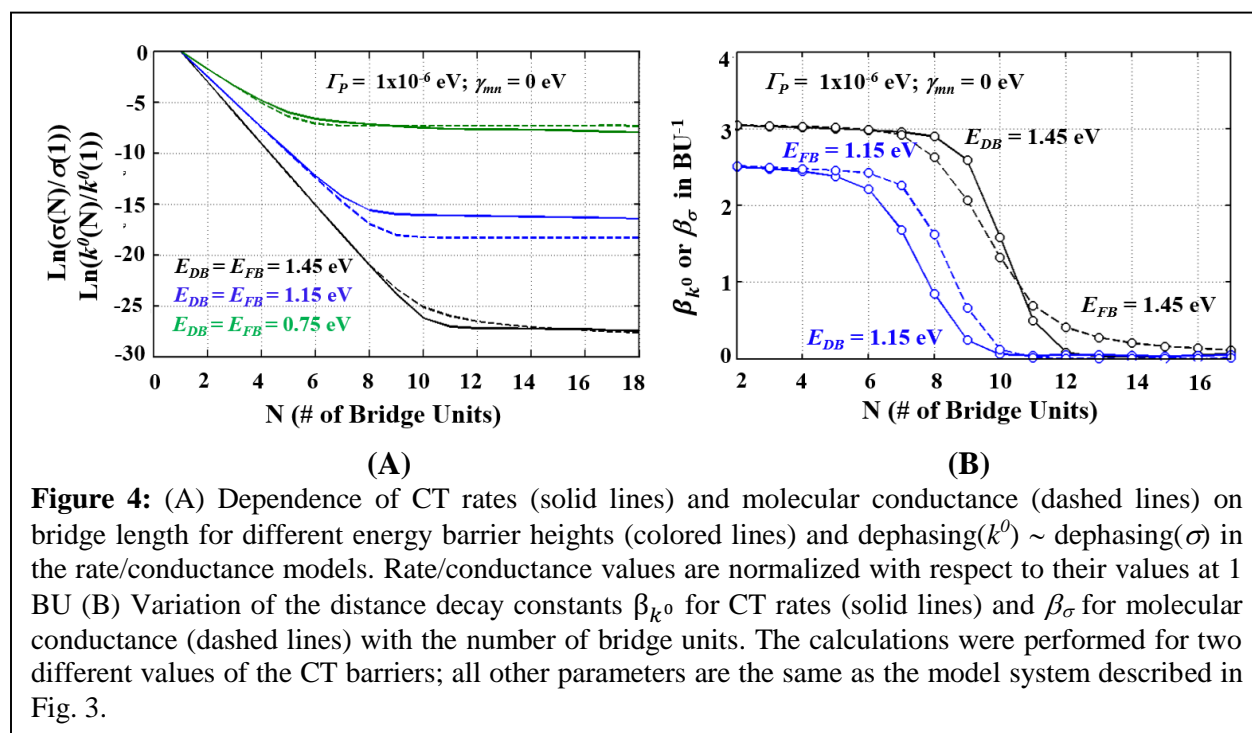 0
-5
-10
-15
-20
-25
-30
Ln(σ(N)/σ(1))
Ln(k⁰(N)/k⁰(1))
Γ_P = 1x10⁻⁶ eV; γ_mn = 0 eV
E_DB = E_FB = 1.45 eV
E_DB = E_FB = 1.15 eV
E_DB = E_FB = 0.75 eV
0 2 4 6 8 10 12 14 16 18
N (# of Bridge Units)
(A)
4
3
2
1
0
β_k⁰ or β_σ in BU⁻¹
Γ_P = 1x10⁻⁶ eV; γ_mn = 0 eV
E_DB = 1.45 eV
E_FB = 1.15 eV
E_FB = 1.45 eV
E_DB = 1.15 eV
2 4 6 8 10 12 14 16
N (# of Bridge Units)
(B)
Figure 4: (A) Dependence of CT rates (solid lines) and molecular conductance (dashed lines) on
bridge length for different energy barrier heights (colored lines) and dephasing(k⁰) ~ dephasing(σ) in
the rate/conductance models. Rate/conductance values are normalized with respect to their values at 1
BU (B) Variation of the distance decay constants β_k⁰ for CT rates (solid lines) and β_σ for molecular
conductance (dashed lines) with the number of bridge units. The calculations were performed for two
different values of the CT barriers; all other parameters are the same as the model system described in
Fig. 3.